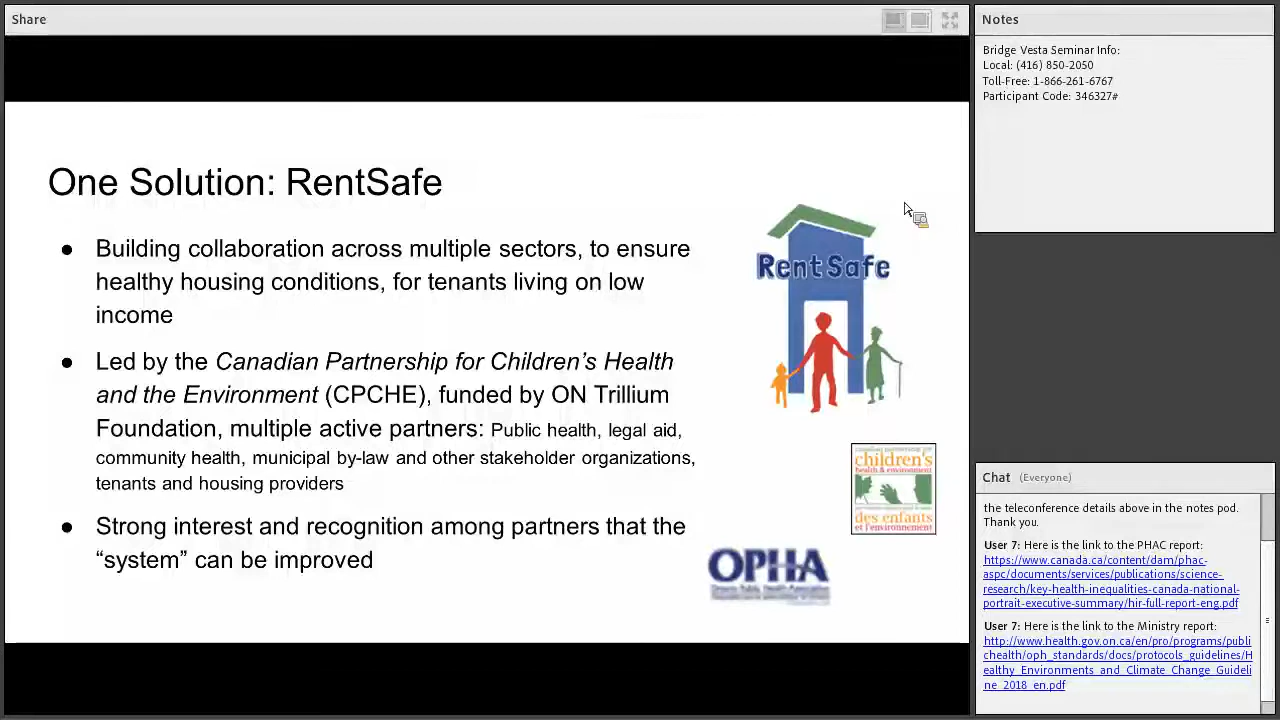 Share
One Solution: RentSafe
● Building collaboration across multiple sectors, to ensure
healthy housing conditions, for tenants living on low
income
● Led by the Canadian Partnership for Children’s Health
and the Environment (CPCHE), funded by ON Trillium
Foundation, multiple active partners: Public health, legal aid,
community health, municipal by-law and other stakeholder organizations,
tenants and housing providers
● Strong interest and recognition among partners that the
“system” can be improved
RentSafe
children's
health & environment
des enfants
et l'environnement
OPHA
Notes
Bridge Vesta Seminar Info:
Local: (416) 850-2050
Toll-Free: 1-866-261-6767
Participant Code: 346327#
Chat (Everyone)
the teleconference details above in the notes pod.
Thank you.
User 7: Here is the link to the PHAC report:
https://www.canada.ca/content/dam/phac-
aspc/documents/services/publications/science-
research/key-health-inequalities-canada-national-
portrait-executive-summary/hir-full-report-eng.pdf
User 7: Here is the link to the Ministry report:
http://www.health.gov.on.ca/en/pro/programs/publi
chealth/oph_standards/docs/protocols_guidelines/H
ealthy_Environments_and_Climate_Change_Guideli
ne_2018_en.pdf